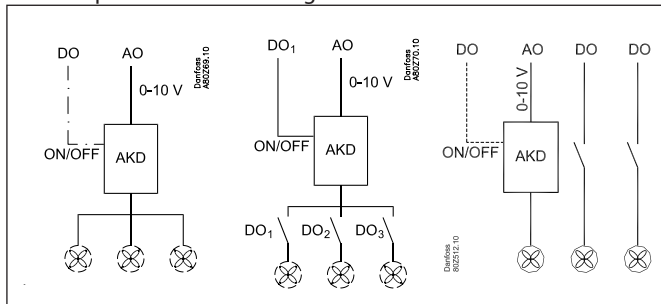 DO AO
0-10 V
Danfoss
A80Z69.10
ON/OFF AKD
DO1 AO
0-10 V
Danfoss
A80Z70.10
ON/OFF AKD
DO1 DO2 DO3
DO AO DO DO
0-10 V
ON/OFF AKD
Danfoss
80Z512.10